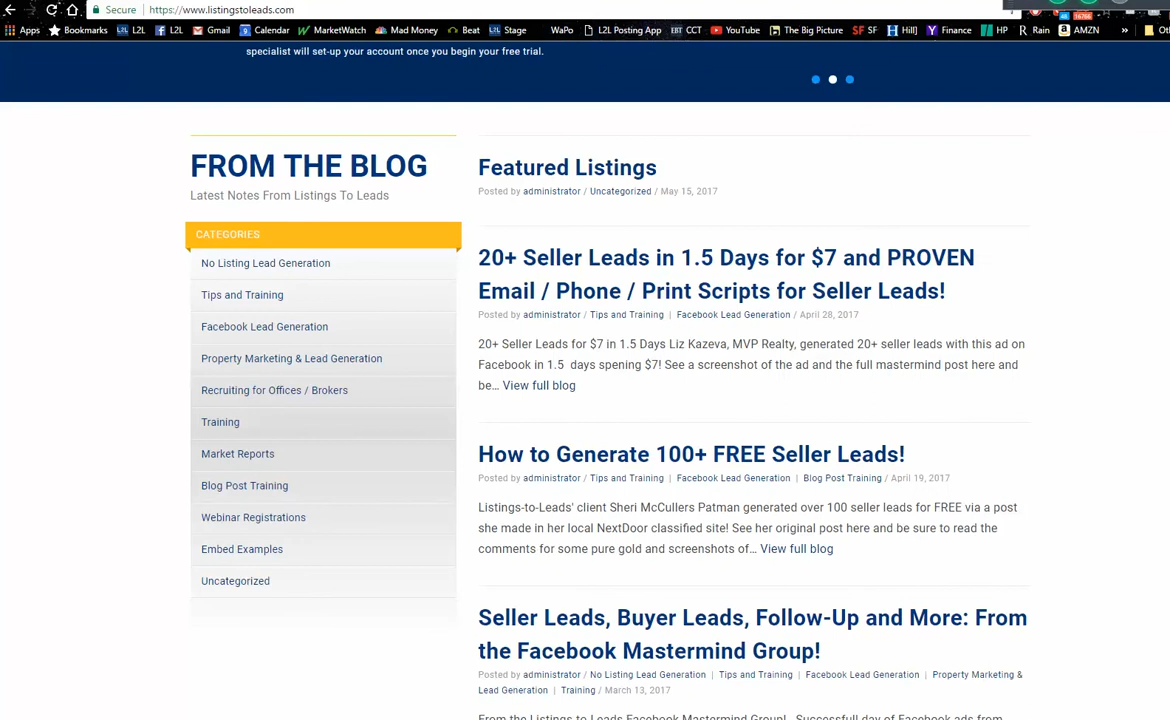 https://www.listingstoleads.com
Secure
Apps Bookmarks L2L L2L Gmail Calendar MarketWatch Mad Money Beat Stage WaPo L2L Posting App CCT YouTube The Big Picture SF Hill] Finance HP Rain AMZN »
specialist will set-up your account once you begin your free trial.
FROM THE BLOG
Latest Notes From Listings To Leads
CATEGORIES
No Listing Lead Generation
Tips and Training
Facebook Lead Generation
Property Marketing & Lead Generation
Recruiting for Offices / Brokers
Training
Market Reports
Blog Post Training
Webinar Registrations
Embed Examples
Uncategorized
Featured Listings
Posted by administrator / Uncategorized / May 15, 2017
20+ Seller Leads in 1.5 Days for $7 and PROVEN
Email / Phone / Print Scripts for Seller Leads!
Posted by administrator / Tips and Training | Facebook Lead Generation / April 28, 2017
20+ Seller Leads for $7 in 1.5 Days Liz Kazeva, MVP Realty, generated 20+ seller leads with this ad on
Facebook in 1.5 days spening $7! See a screenshot of the ad and the full mastermind post here and
be... View full blog
How to Generate 100+ FREE Seller Leads!
Posted by administrator / Tips and Training | Facebook Lead Generation | Blog Post Training / April 19, 2017
Listings-to-Leads' client Sheri McCullers Patman generated over 100 seller leads for FREE via a post
she made in her local NextDoor classified site! See her original post here and be sure to read the
comments for some pure gold and screenshots of... View full blog
Seller Leads, Buyer Leads, Follow-Up and More: From
the Facebook Mastermind Group!
Posted by administrator / No Listing Lead Generation | Tips and Training | Facebook Lead Generation | Property Marketing &
Lead Generation | Training / March 13, 2017
From the Listings to Leads Facebook Mastermind Group! Successfull day of Facebook ads from